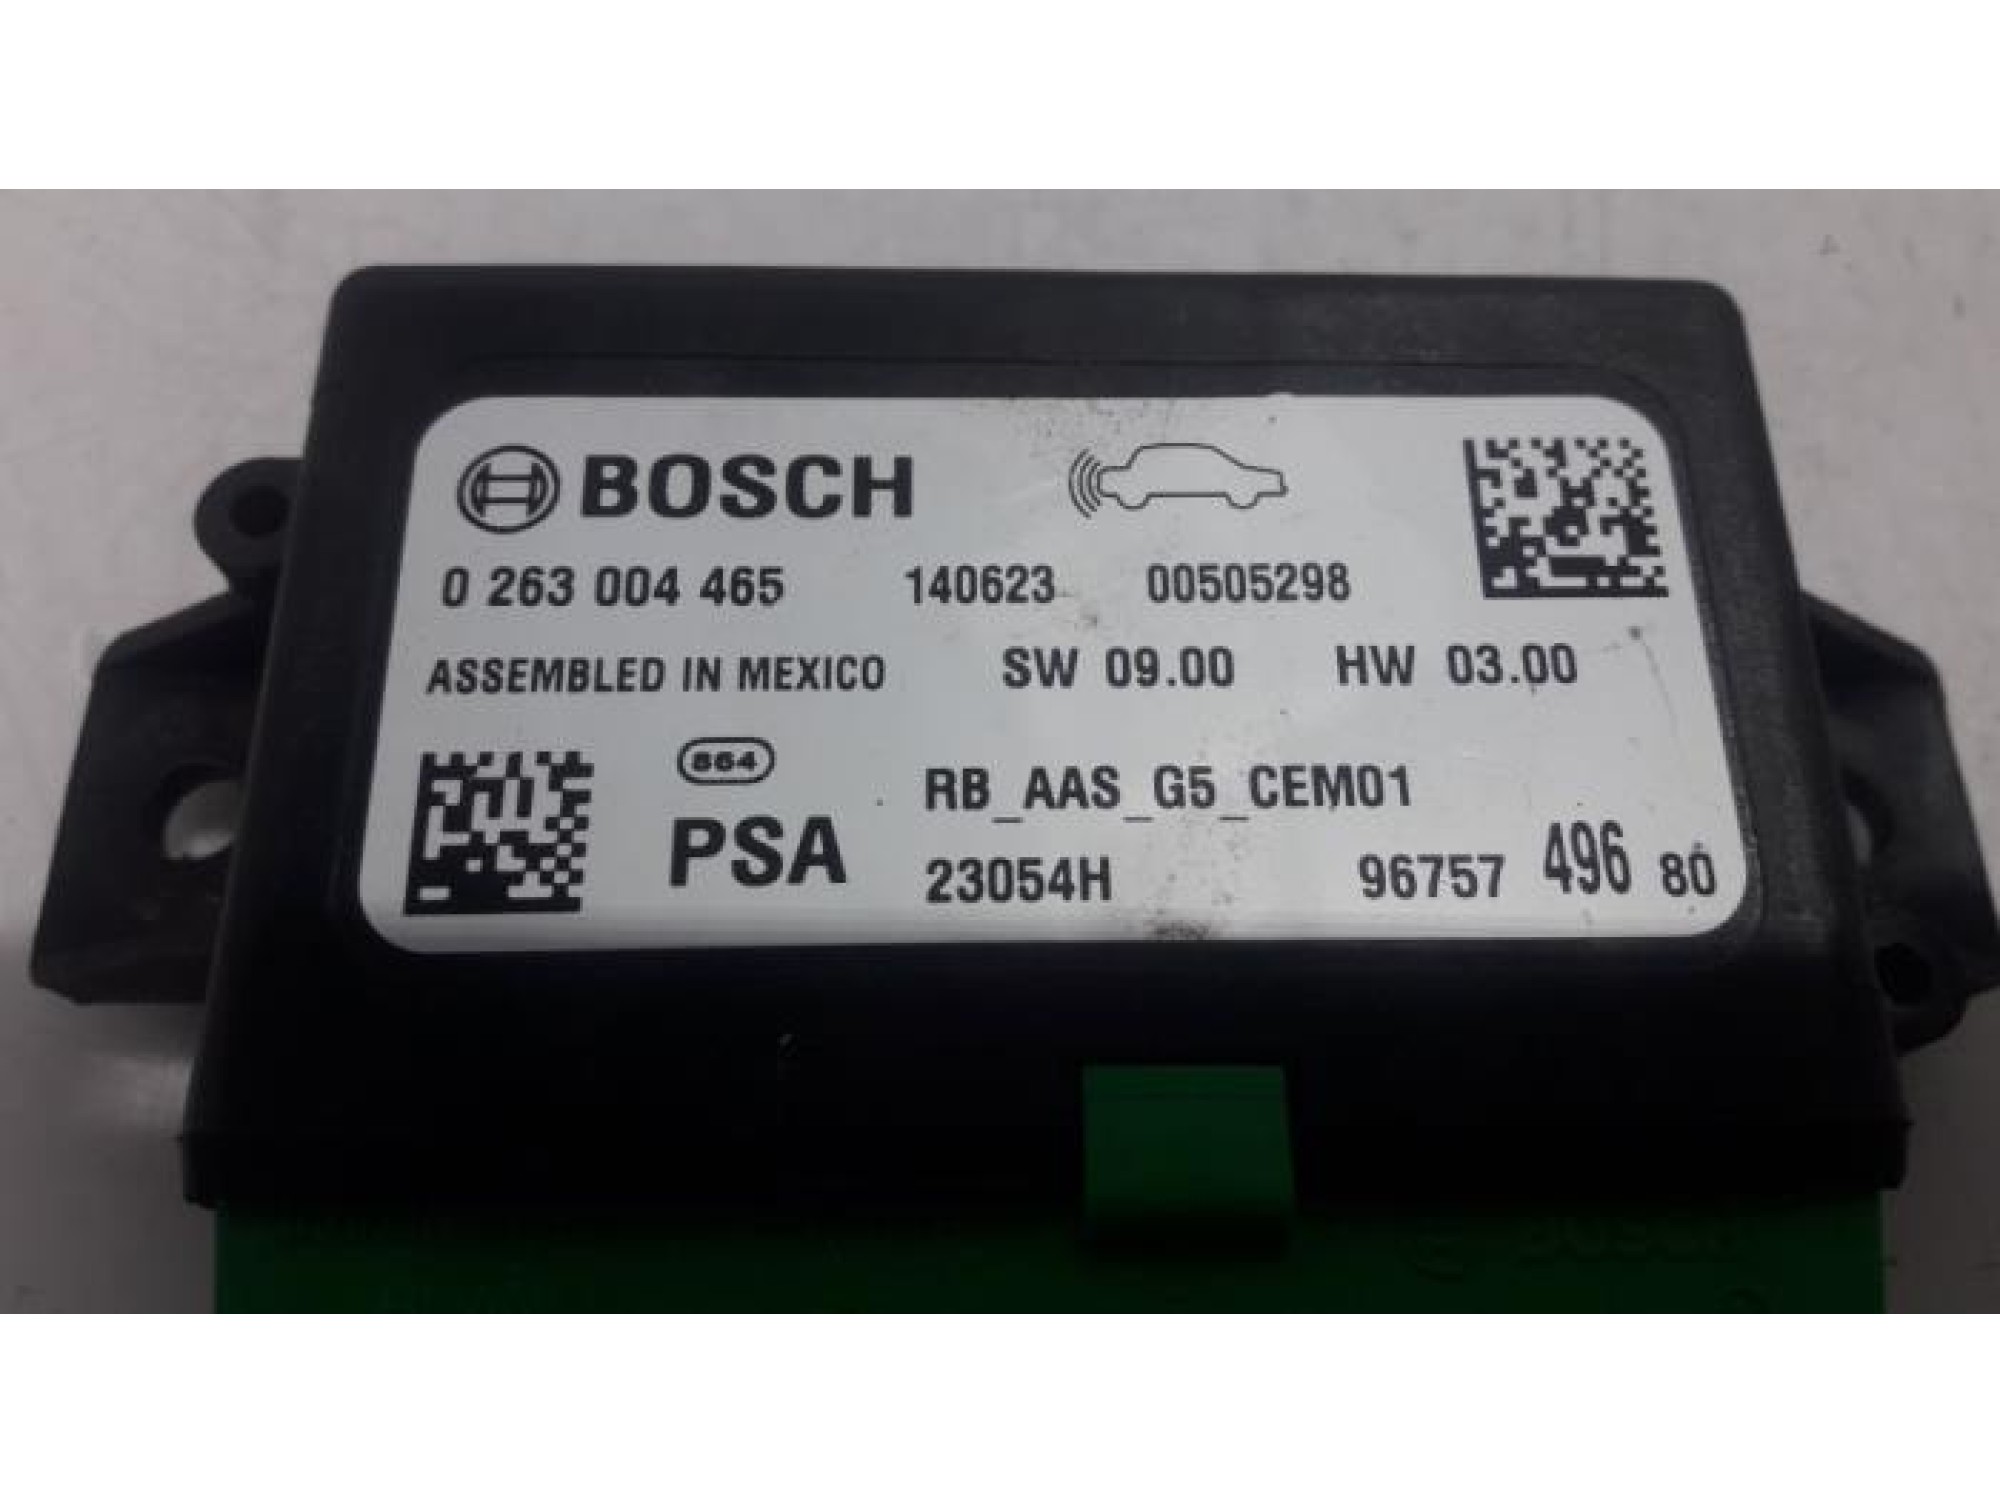 BOSCH
0 263 004 465 140623 00505298
ASSEMBLED IN MEXICO SW 09.00 HW 03.00
864
PSA
RB_AAS_G5_CEM01
23054H 96757 496 80
BOSCH